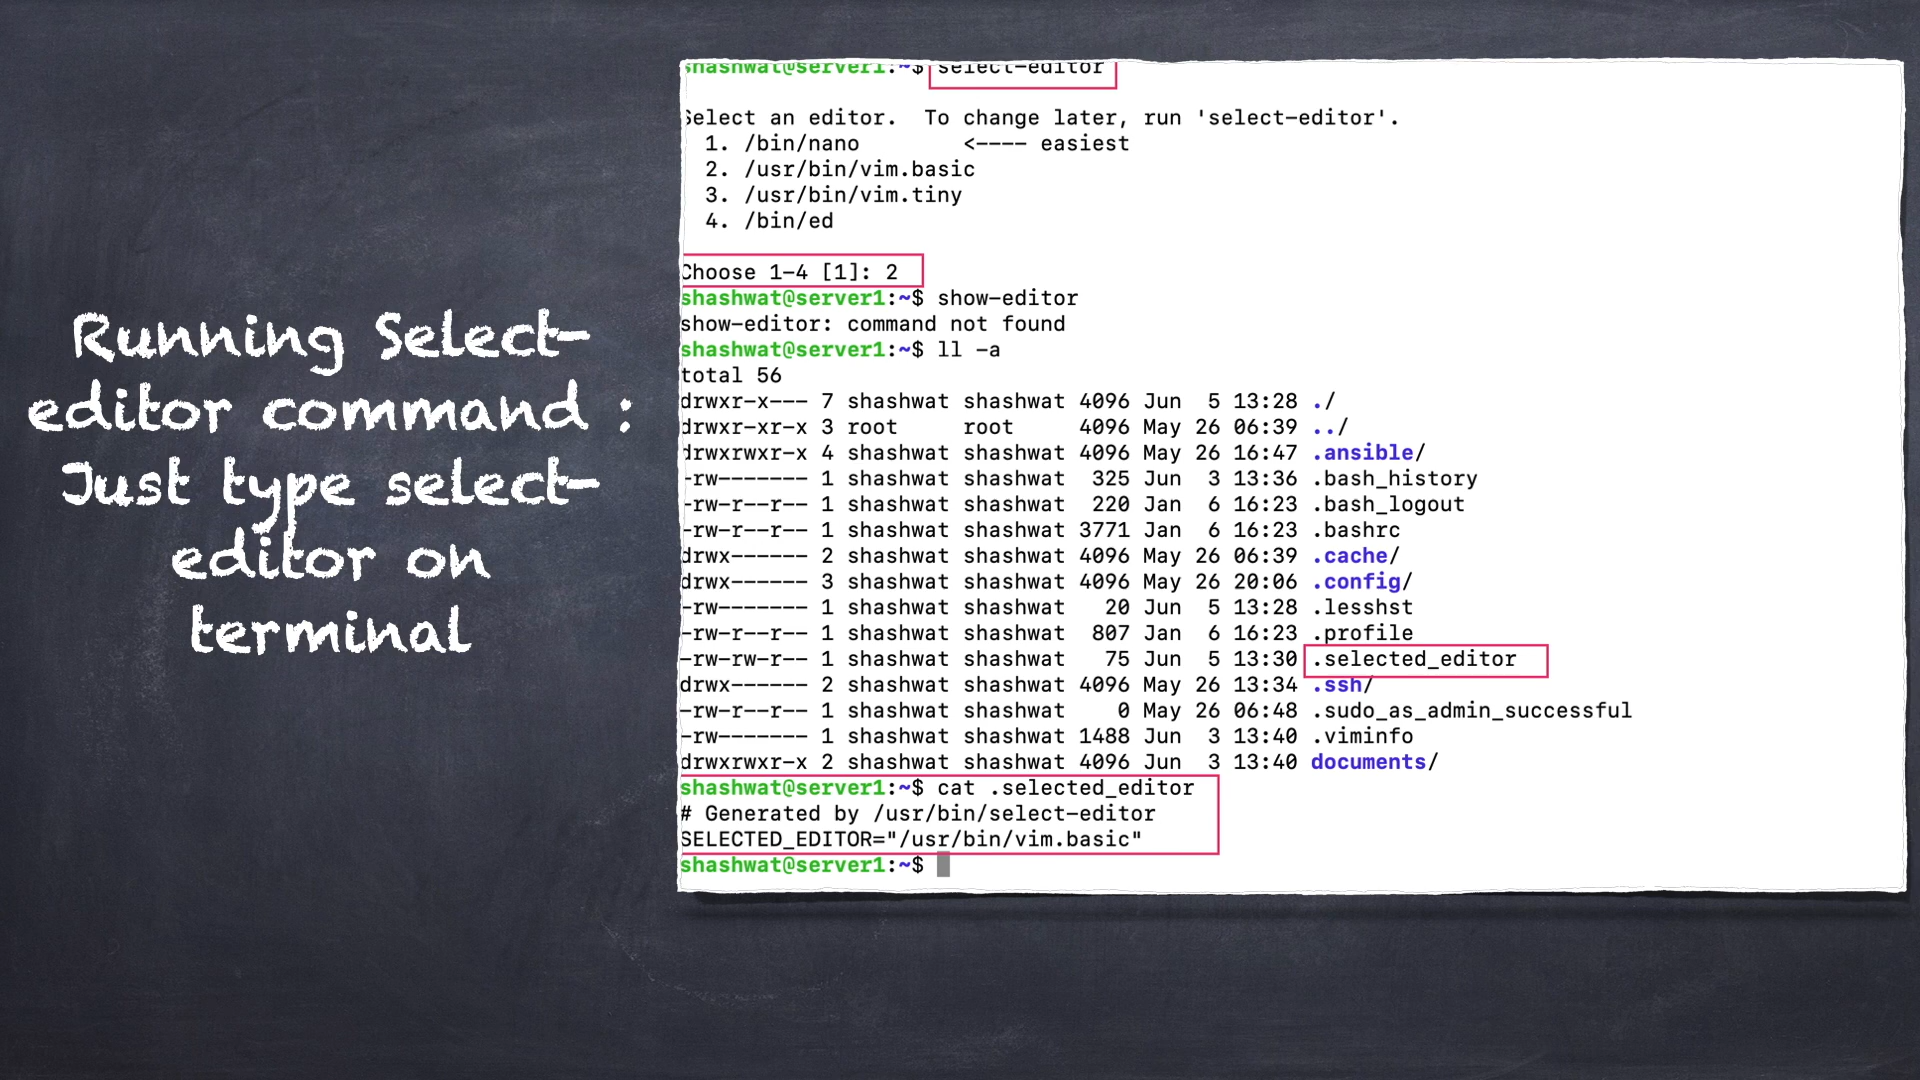 Running Select-
editor command :
Just type select-
editor on
terminal
shashwat@server1:~$ select-editor
Select an editor.  To change later, run 'select-editor'.
  1. /bin/nano        <---- easiest
  2. /usr/bin/vim.basic
  3. /usr/bin/vim.tiny
  4. /bin/ed
Choose 1-4 [1]: 2
shashwat@server1:~$ show-editor
show-editor: command not found
shashwat@server1:~$ ll -a
total 56
drwxr-x--- 7 shashwat shashwat 4096 Jun  5 13:28 ./
drwxr-xr-x 3 root     root     4096 May 26 06:39 ../
drwxrwxr-x 4 shashwat shashwat 4096 May 26 16:47 .ansible/
-rw------- 1 shashwat shashwat  325 Jun  3 13:36 .bash_history
-rw-r--r-- 1 shashwat shashwat  220 Jan  6 16:23 .bash_logout
-rw-r--r-- 1 shashwat shashwat 3771 Jan  6 16:23 .bashrc
drwx------ 2 shashwat shashwat 4096 May 26 06:39 .cache/
drwx------ 3 shashwat shashwat 4096 May 26 20:06 .config/
-rw------- 1 shashwat shashwat   20 Jun  5 13:28 .lesshst
-rw-r--r-- 1 shashwat shashwat  807 Jan  6 16:23 .profile
-rw-rw-r-- 1 shashwat shashwat   75 Jun  5 13:30 .selected_editor
drwx------ 2 shashwat shashwat 4096 May 26 13:34 .ssh/
-rw-r--r-- 1 shashwat shashwat    0 May 26 06:48 .sudo_as_admin_successful
-rw------- 1 shashwat shashwat 1488 Jun  3 13:40 .viminfo
drwxrwxr-x 2 shashwat shashwat 4096 Jun  3 13:40 documents/
shashwat@server1:~$ cat .selected_editor
# Generated by /usr/bin/select-editor
SELECTED_EDITOR="/usr/bin/vim.basic"
shashwat@server1:~$